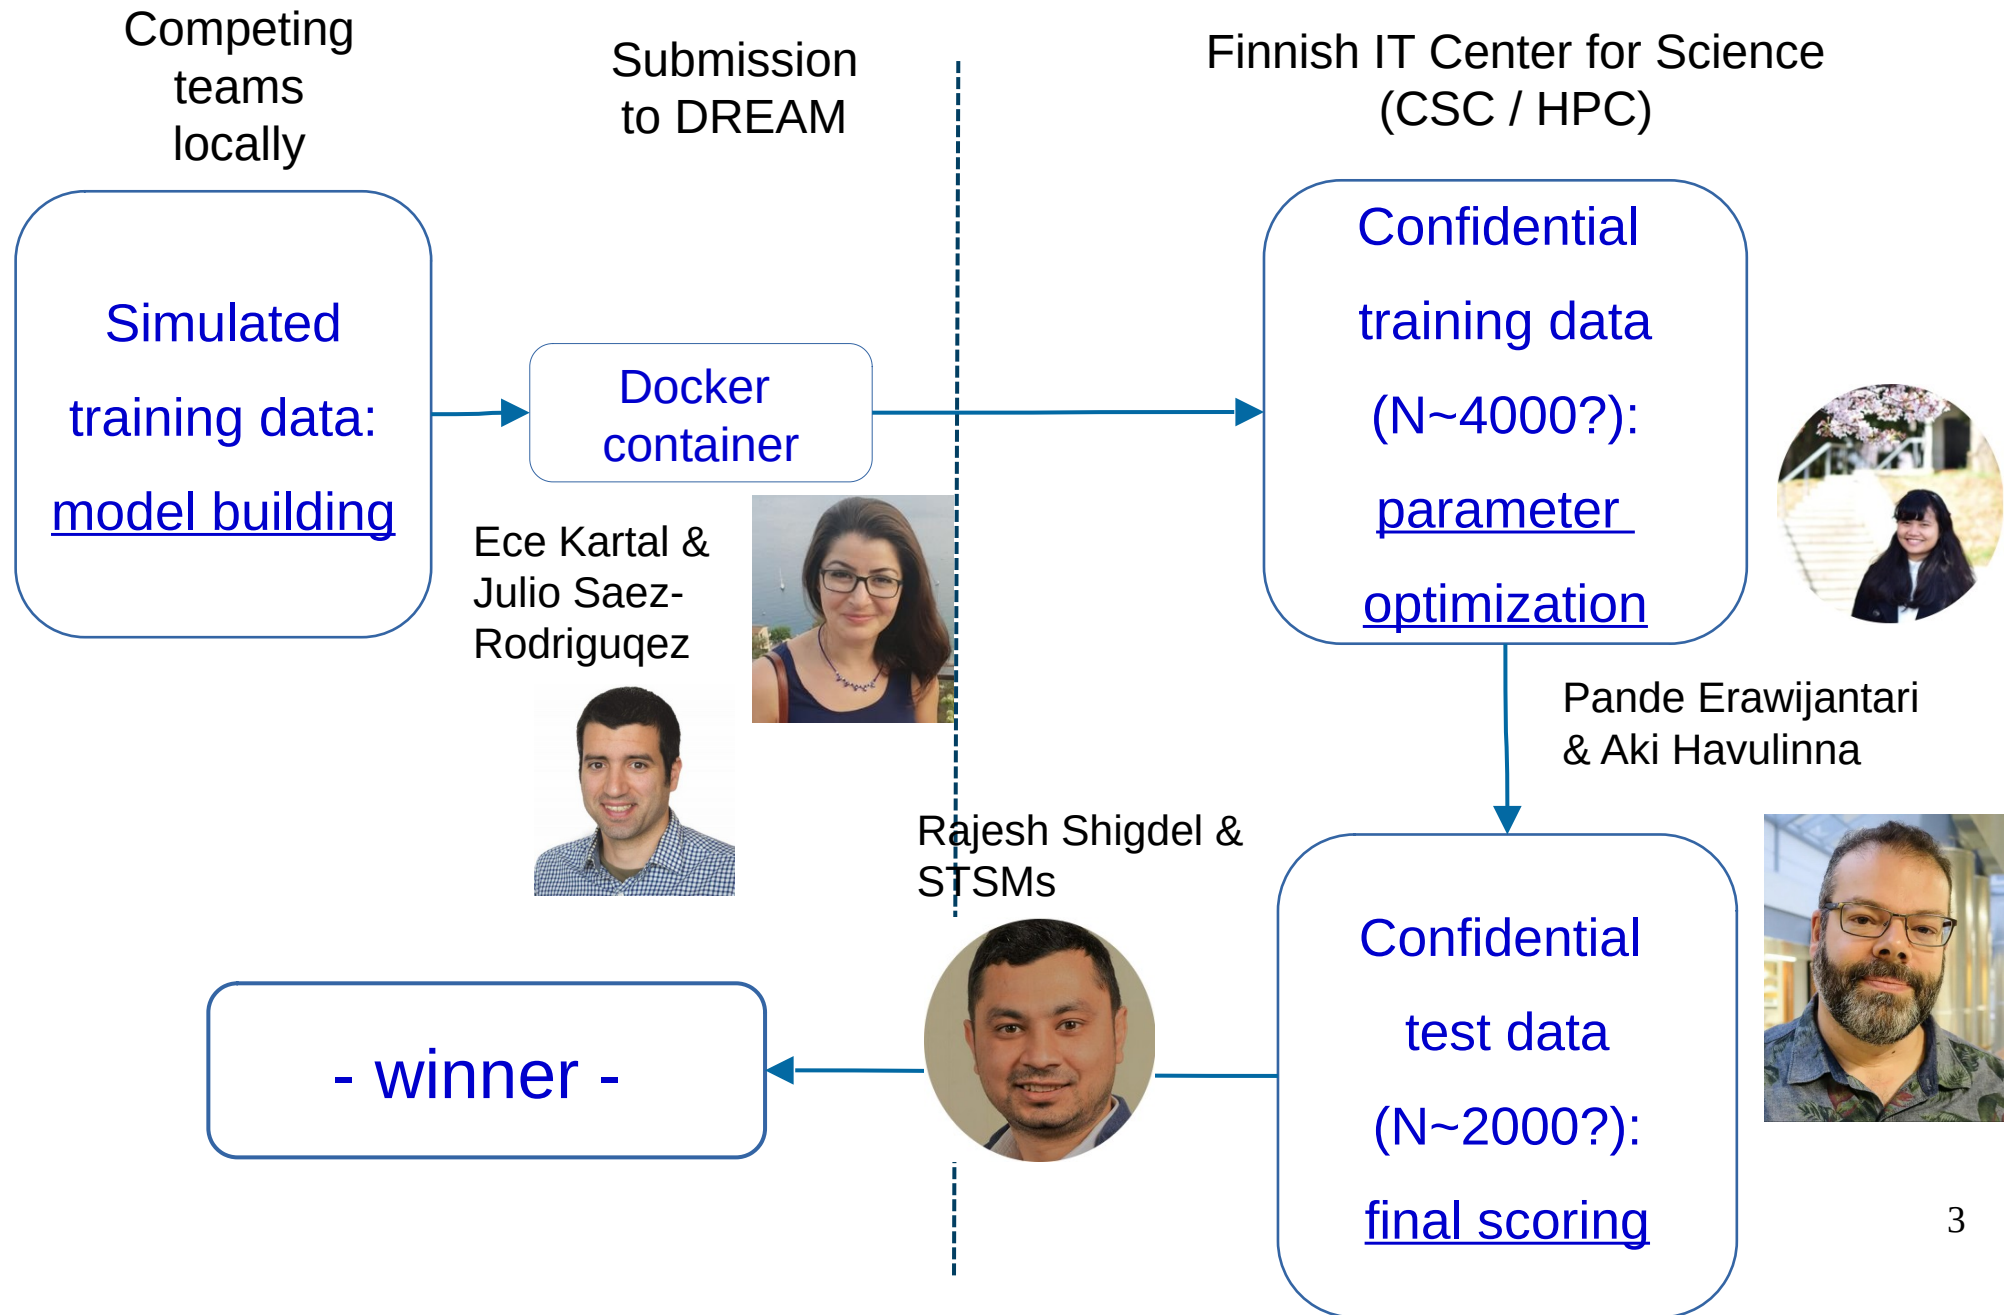 Competing
teams
locally
Submission
to DREAM
Finnish IT Center for Science
(CSC / HPC)
Simulated
training data:
model building
Docker
container
Confidential
training data
(N~4000?):
parameter
optimization
Ece Kartal &
Julio Saez-
Rodriguqez
Pande Erawijantari
& Aki Havulinna
Rajesh Shigdel &
STSMs
Confidential
test data
(N~2000?):
final scoring
- winner -
3